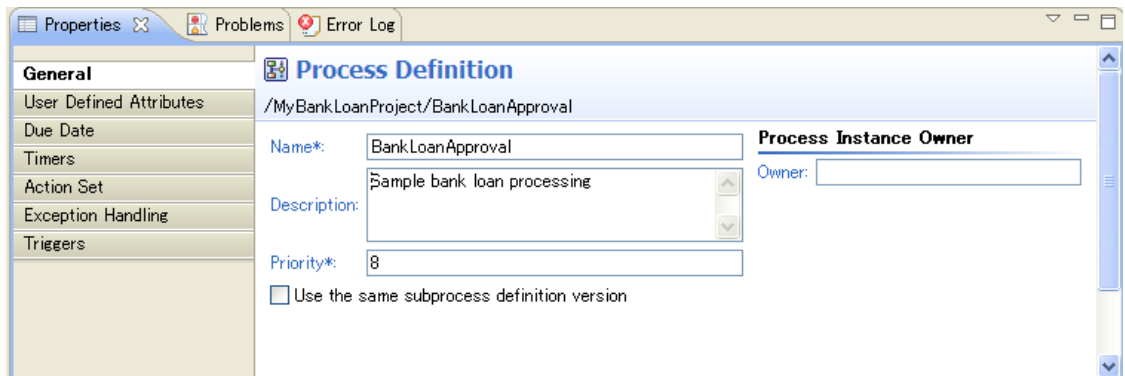 Properties
Problems
Error Log
General
User Defined Attributes
Due Date
Timers
Action Set
Exception Handling
Triggers
Process Definition
/MyBankLoanProject/BankLoanApproval
Name*:
BankLoanApproval
Description:
Sample bank loan processing
Priority*:
8
Use the same subprocess definition version
Process Instance Owner
Owner: